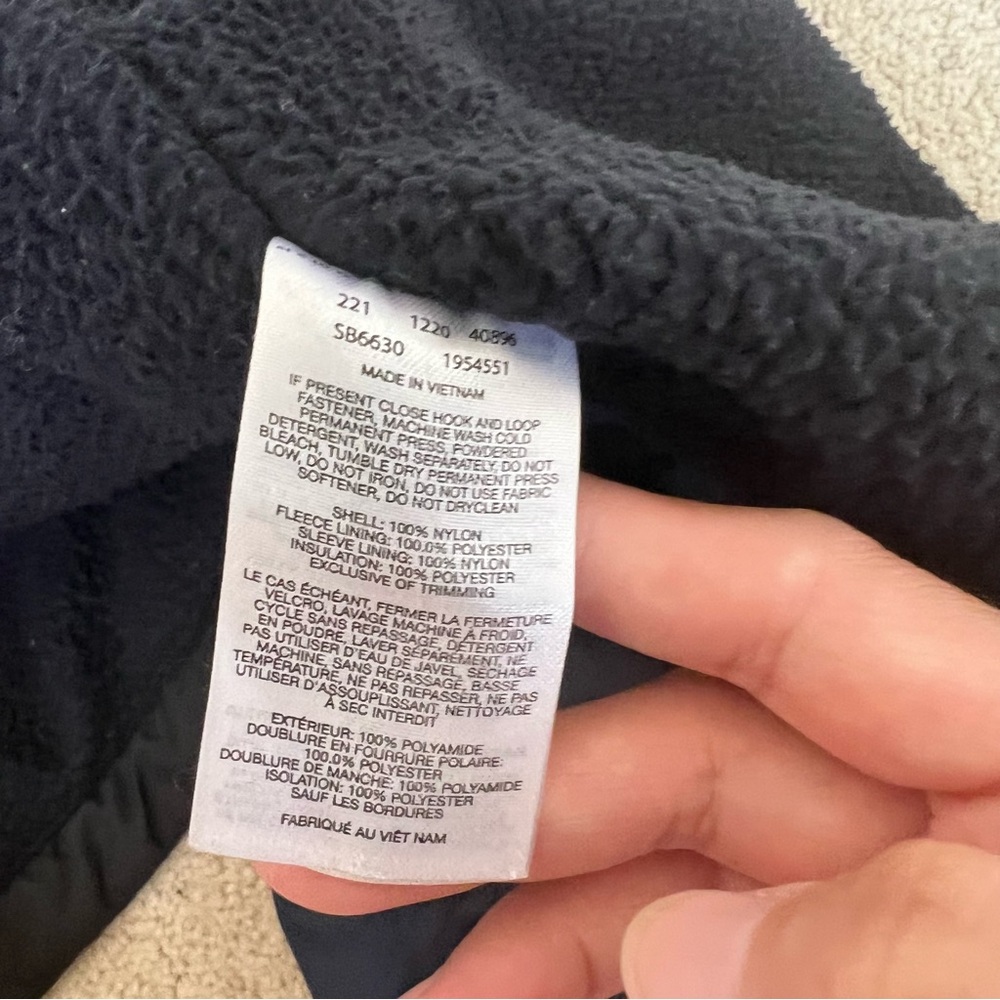 221 1220 40896
SB6630 1954551
MADE IN VIETNAM
IF PRESENT CLOSE HOOK AND LOOP
FASTENER, MACHINE WASH COLD
PERMANENT PRESS, POWDERED
DETERGENT, WASH SEPARATELY, DO NOT
BLEACH, TUMBLE DRY PERMANENT PRESS
LOW, DO NOT IRON, DO NOT USE FABRIC
SOFTENER, DO NOT DRYCLEAN
SHELL: 100% NYLON
FLEECE LINING: 100.0% POLYESTER
SLEEVE LINING: 100% NYLON
INSULATION: 100% POLYESTER
EXCLUSIVE OF TRIMMING
LE CAS ÉCHÉANT, FERMER LA FERMETURE
VELCRO, LAVAGE MACHINE À FROID,
CYCLE SANS REPASSAGE, DÉTERGENT
EN POUDRE, LAVER SÉPARÉMENT, NE
PAS UTILISER D'EAU DE JAVEL, SÉCHAGE
MACHINE, SANS REPASSAGE, BASSE
TEMPÉRATURE, NE PAS REPASSER, NE PAS
UTILISER D'ASSOUPLISSANT, NETTOYAGE
À SEC INTERDIT
EXTÉRIEUR: 100% POLYAMIDE
DOUBLURE EN FOURRURE POLAIRE:
100.0% POLYESTER
DOUBLURE DE MANCHE: 100% POLYAMIDE
ISOLATION: 100% POLYESTER
SAUF LES BORDURES
FABRIQUÉ AU VIÊT NAM